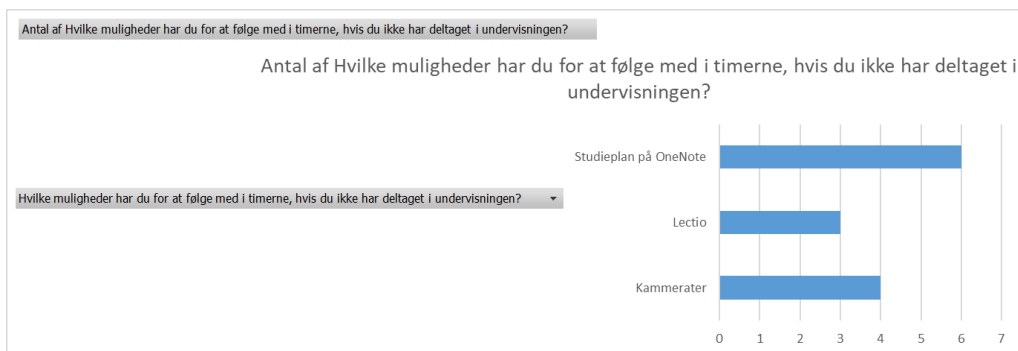 Antal af Hvilke muligheder har du for at følge med i timerne, hvis du ikke har deltaget i undervisningen?
Antal af Hvilke muligheder har du for at følge med i timerne, hvis du ikke har deltaget i
undervisningen?
Studieplan på OneNote
Hvilke muligheder har du for at følge med i timerne, hvis du ikke har deltaget i undervisningen?
Lectio
Kammerater
0 1 2 3 4 5 6 7